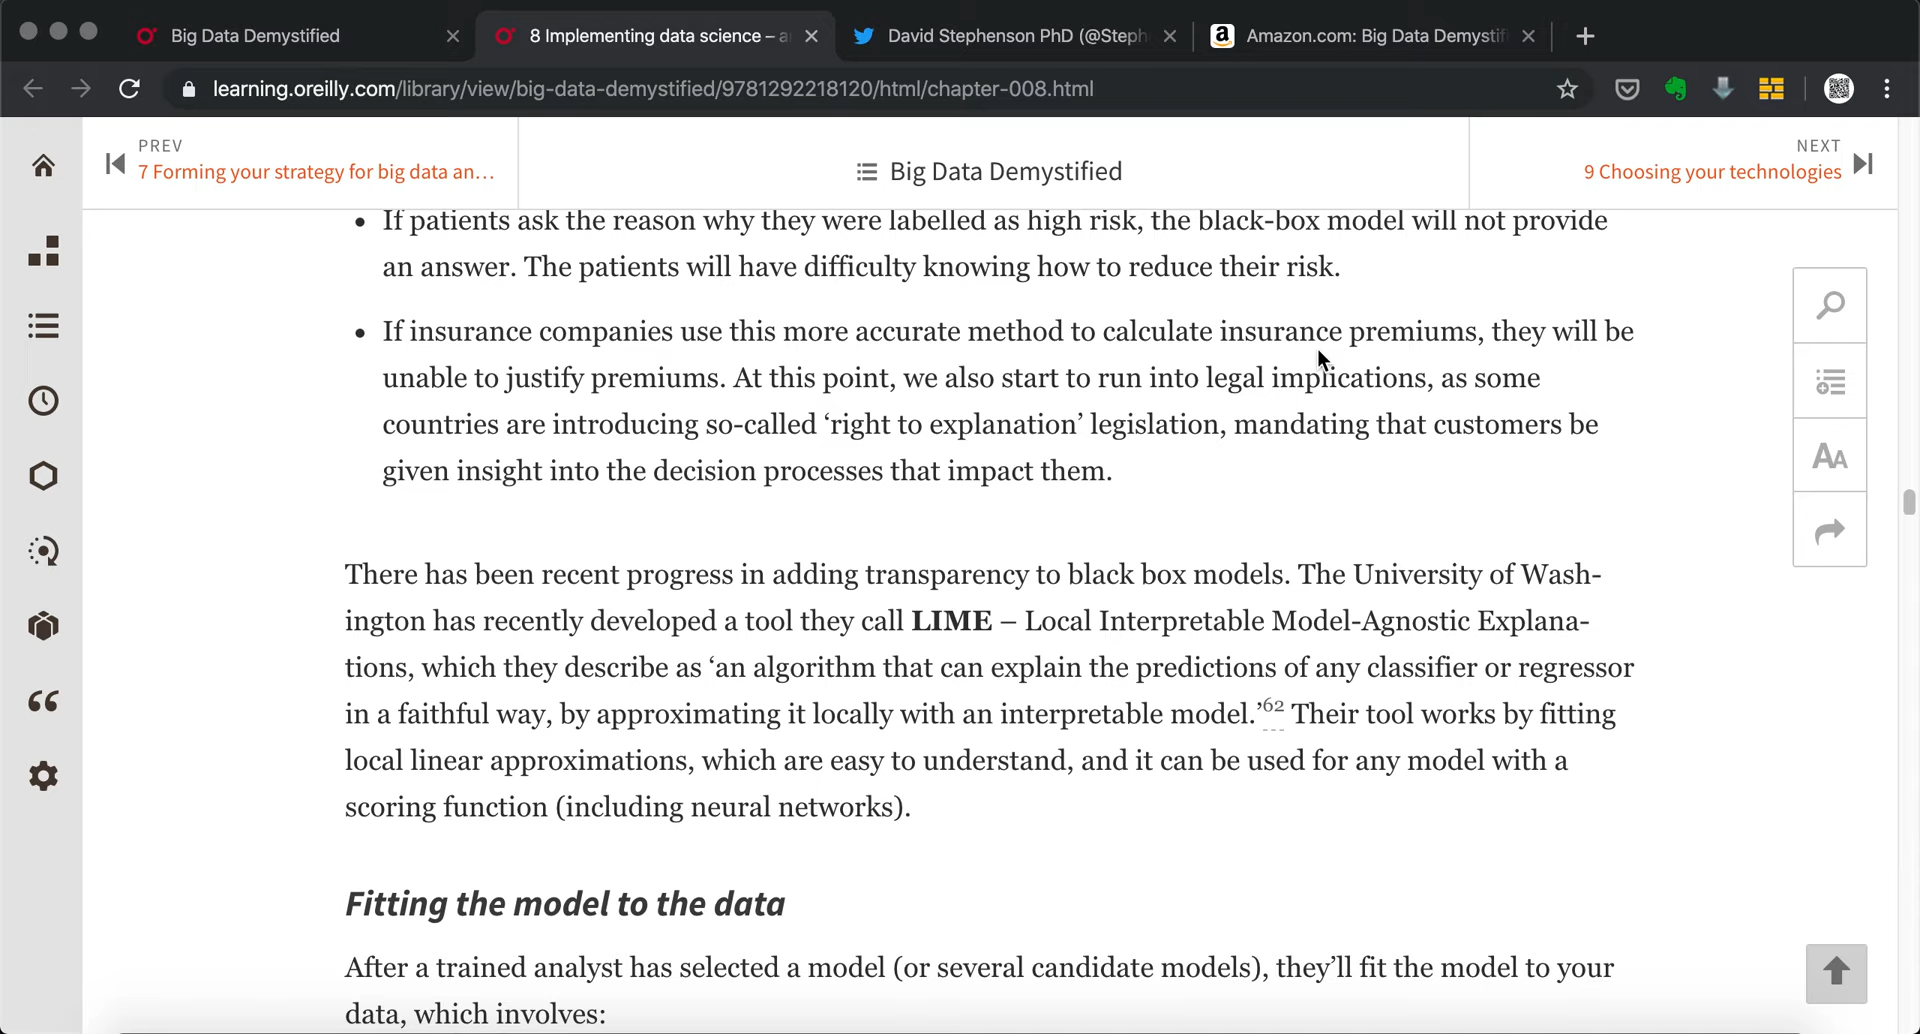 Big Data Demystified
8 Implementing data science – a
David Stephenson PhD (@Steph
Amazon.com: Big Data Demystif
learning.oreilly.com/library/view/big-data-demystified/9781292218120/html/chapter-008.html
PREV
7 Forming your strategy for big data an...
Big Data Demystified
NEXT
9 Choosing your technologies
• If patients ask the reason why they were labelled as high risk, the black-box model will not provide
an answer. The patients will have difficulty knowing how to reduce their risk.
• If insurance companies use this more accurate method to calculate insurance premiums, they will be
unable to justify premiums. At this point, we also start to run into legal implications, as some
countries are introducing so-called ‘right to explanation’ legislation, mandating that customers be
given insight into the decision processes that impact them.
There has been recent progress in adding transparency to black box models. The University of Wash-
ington has recently developed a tool they call LIME – Local Interpretable Model-Agnostic Explana-
tions, which they describe as ‘an algorithm that can explain the predictions of any classifier or regressor
in a faithful way, by approximating it locally with an interpretable model.’62 Their tool works by fitting
local linear approximations, which are easy to understand, and it can be used for any model with a
scoring function (including neural networks).
Fitting the model to the data
After a trained analyst has selected a model (or several candidate models), they’ll fit the model to your
data, which involves:
AA